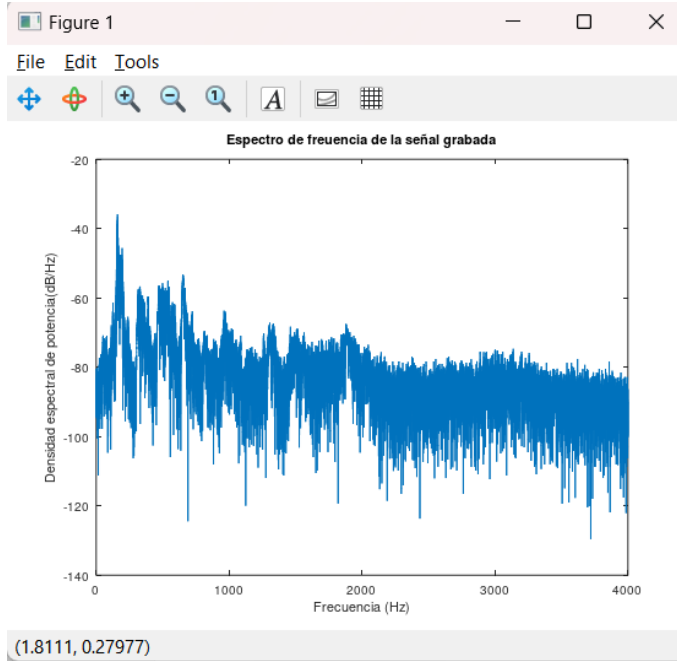 Figure 1
File Edit Tools
A
Espectro de freuencia de la señal grabada
Densidad espectral de potencia(dB/Hz)
-20
-40
-60
-80
-100
-120
-140
0 1000 2000 3000 4000
Frecuencia (Hz)
(1.8111, 0.27977)